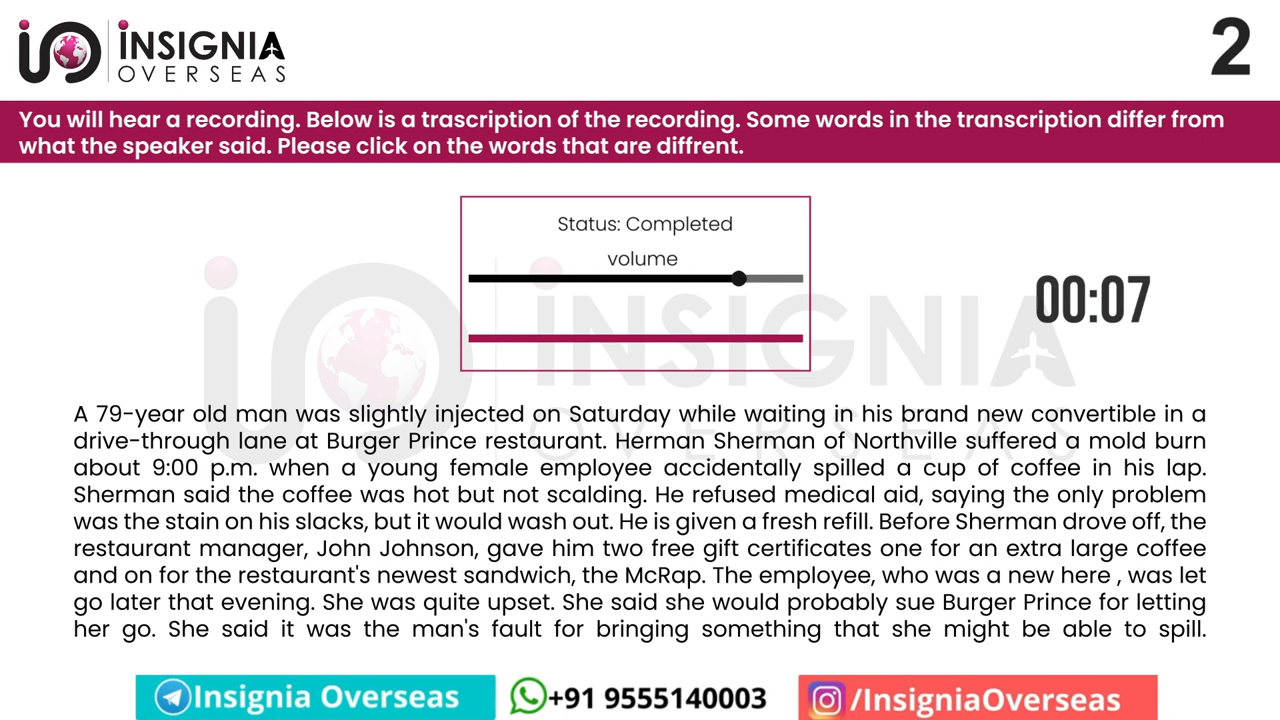 iNSIGNIA
OVERSEAS
2
You will hear a recording. Below is a trascription of the recording. Some words in the transcription differ from
what the speaker said. Please click on the words that are diffrent.
Status: Completed
volume
00:07
iNSIGNIA
OVERSEAS
A 79-year old man was slightly injected on Saturday while waiting in his brand new convertible in a
drive-through lane at Burger Prince restaurant. Herman Sherman of Northville suffered a mold burn
about 9:00 p.m. when a young female employee accidentally spilled a cup of coffee in his lap.
Sherman said the coffee was hot but not scalding. He refused medical aid, saying the only problem
was the stain on his slacks, but it would wash out. He is given a fresh refill. Before Sherman drove off, the
restaurant manager, John Johnson, gave him two free gift certificates one for an extra large coffee
and on for the restaurant's newest sandwich, the McRap. The employee, who was a new here , was let
go later that evening. She was quite upset. She said she would probably sue Burger Prince for letting
her go. She said it was the man's fault for bringing something that she might be able to spill.
Insignia Overseas
+91 9555140003
/InsigniaOverseas